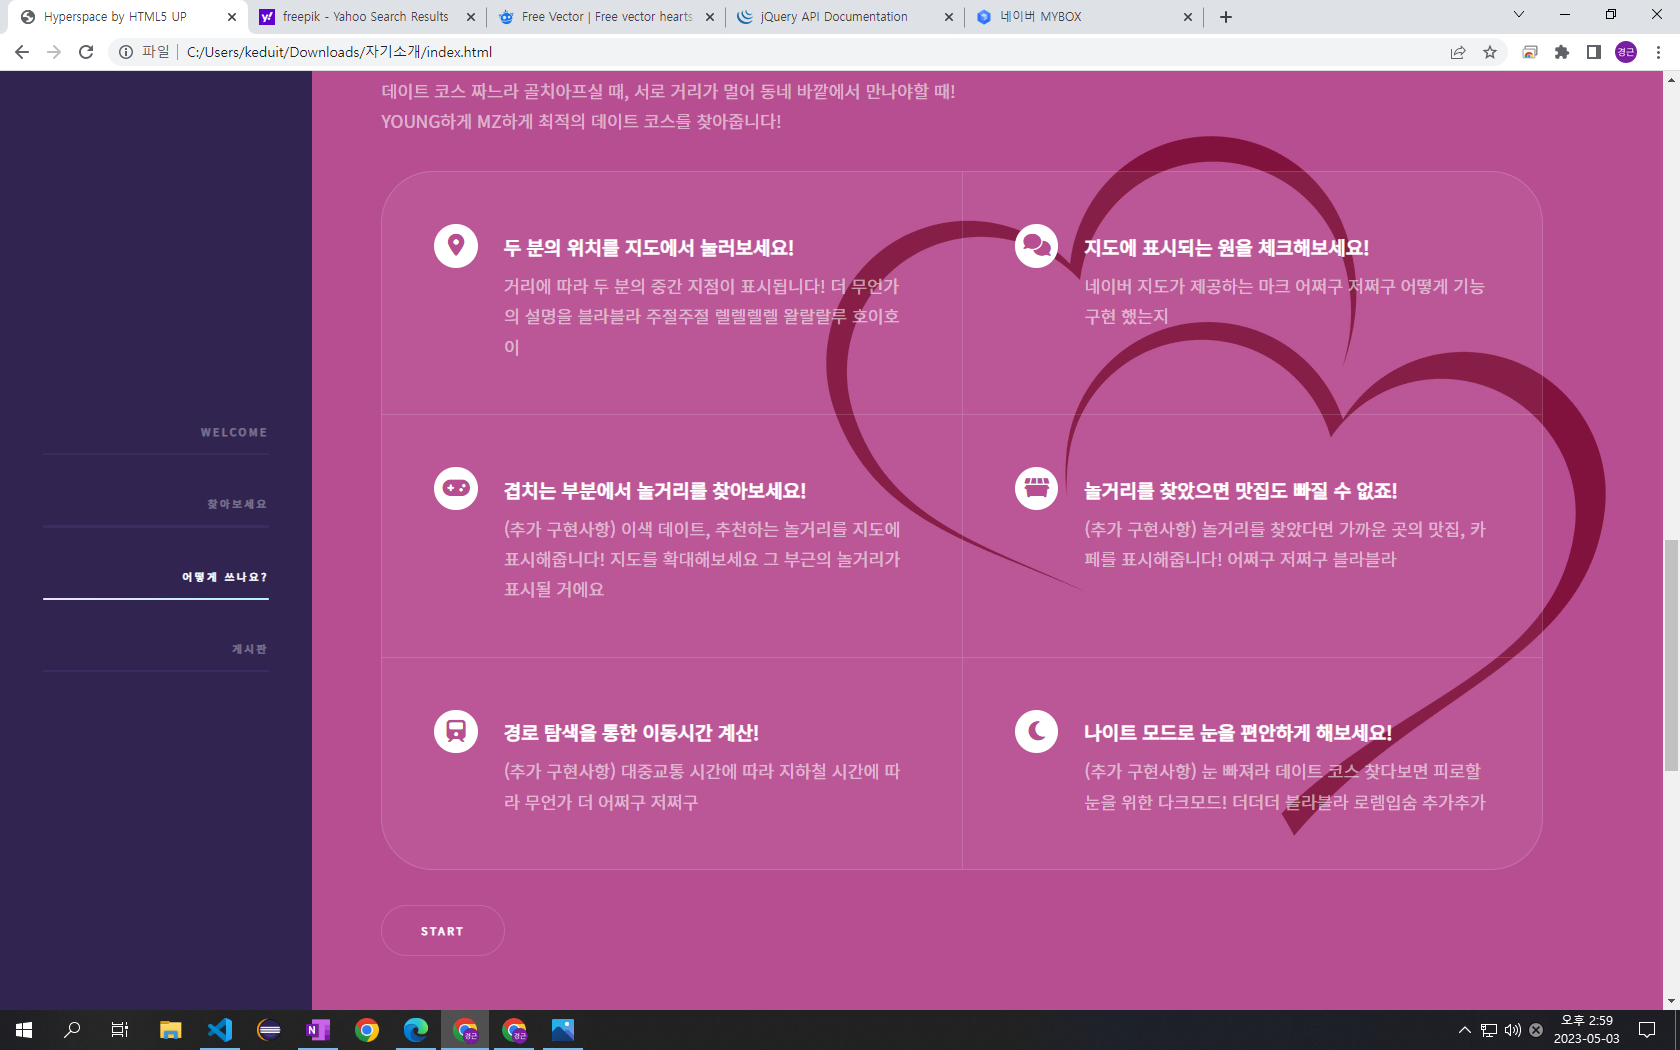 Hyperspace by HTML5 UP
freepik - Yahoo Search Results
Free Vector | Free vector hearts
jQuery API Documentation
네이버 MYBOX
파일
C:/Users/keduit/Downloads/자기소개/index.html
경근
데이트 코스 짜느라 골치아프실 때, 서로 거리가 멀어 동네 바깥에서 만나야할 때!
YOUNG하게 MZ하게 최적의 데이트 코스를 찾아줍니다!
WELCOME
찾아보세요
어떻게 쓰나요?
게시판
두 분의 위치를 지도에서 눌러보세요!
거리에 따라 두 분의 중간 지점이 표시됩니다! 더 무언가
의 설명을 블라블라 주절주절 렐렐렐렐 왈랄랄루 호이호
이
지도에 표시되는 원을 체크해보세요!
네이버 지도가 제공하는 마크 어쩌구 저쩌구 어떻게 기능
구현 했는지
겹치는 부분에서 놀거리를 찾아보세요!
(추가 구현사항) 이색 데이트, 추천하는 놀거리를 지도에
표시해줍니다! 지도를 확대해보세요 그 부근의 놀거리가
표시될 거에요
놀거리를 찾았으면 맛집도 빠질 수 없죠!
(추가 구현사항) 놀거리를 찾았다면 가까운 곳의 맛집, 카
페를 표시해줍니다! 어쩌구 저쩌구 블라블라
경로 탐색을 통한 이동시간 계산!
(추가 구현사항) 대중교통 시간에 따라 지하철 시간에 따
라 무언가 더 어쩌구 저쩌구
나이트 모드로 눈을 편안하게 해보세요!
(추가 구현사항) 눈 빠져라 데이트 코스 찾다보면 피로할
눈을 위한 다크모드! 더더더 블라블라 로렘입숨 추가추가
START
N
경근
경근
오후 2:59
2023-05-03